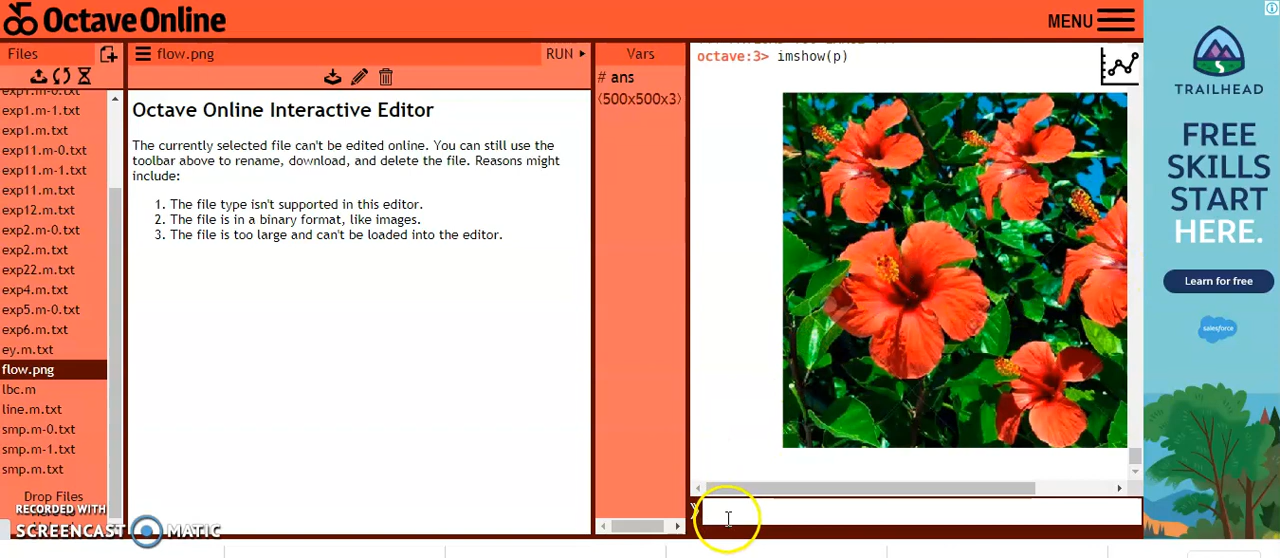 Octave Online
MENU
Files
flow.png
RUN
Vars
exp1.m-0.txt
exp1.m-1.txt
exp1.m.txt
exp11.m-0.txt
exp11.m-1.txt
exp11.m.txt
exp12.m.txt
exp2.m-0.txt
exp2.m.txt
exp22.m.txt
exp4.m.txt
exp5.m-0.txt
exp6.m.txt
ey.m.txt
flow.png
lbc.m
line.m.txt
smp.m-0.txt
smp.m-1.txt
smp.m.txt
Drop Files
RECORDED WITH
SCREENCAST MATIC
Octave Online Interactive Editor
The currently selected file can't be edited online. You can still use the
toolbar above to rename, download, and delete the file. Reasons might
include:
1. The file type isn't supported in this editor.
2. The file is in a binary format, like images.
3. The file is too large and can't be loaded into the editor.
# ans
(500x500x3)
octave:3> imshow(p)
TRAILHEAD
FREE
SKILLS
START
HERE.
Learn for free
salesforce